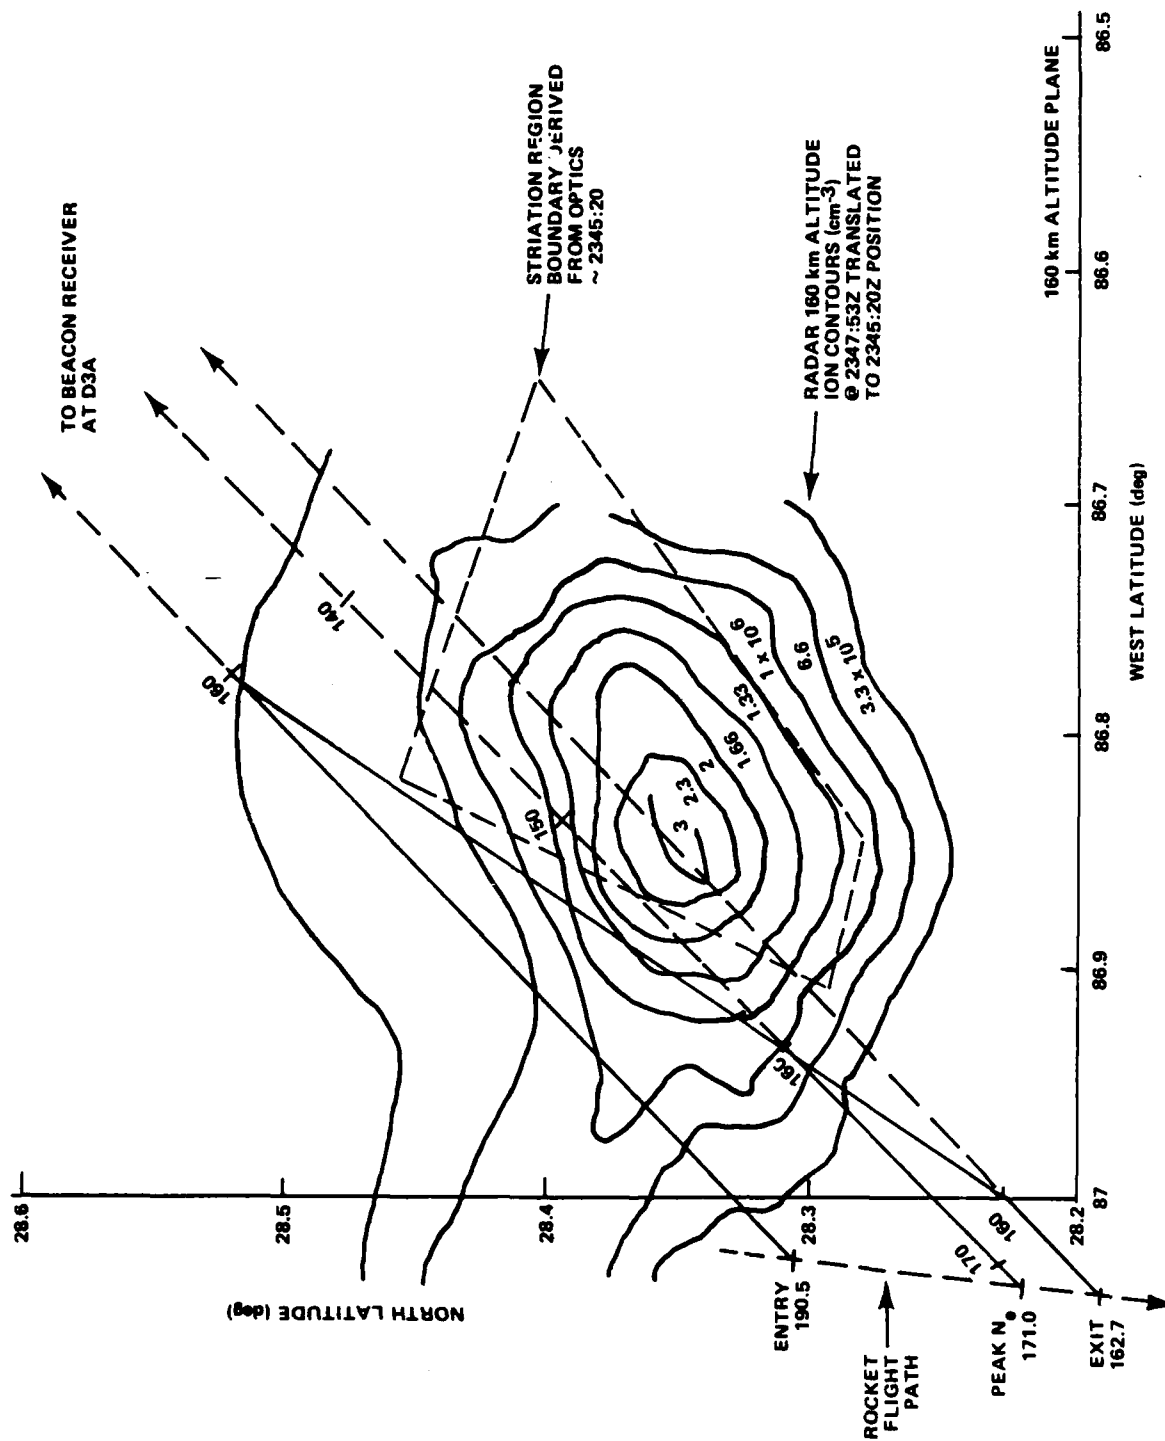 TO BEACON RECEIVER
AT D3A
STRIATION REGION
BOUNDARY DERIVED
FROM OPTICS
~ 2345:20
RADAR 160 km ALTITUDE
ION CONTOURS (cm-3)
@ 2347:53Z TRANSLATED
TO 2345:20Z POSITION
160 km ALTITUDE PLANE
NORTH LATITUDE (deg)
28.6
28.5
28.4
28.3
28.2
WEST LATITUDE (deg)
87
86.9
86.8
86.7
86.6
86.5
160
140
150
160
170
160
3
2.3
2
1.66
1.33
1 x 10^6
6.6
3.3 x 10^5
ENTRY
190.5
ROCKET
FLIGHT
PATH
PEAK Ne
171.0
EXIT
162.7